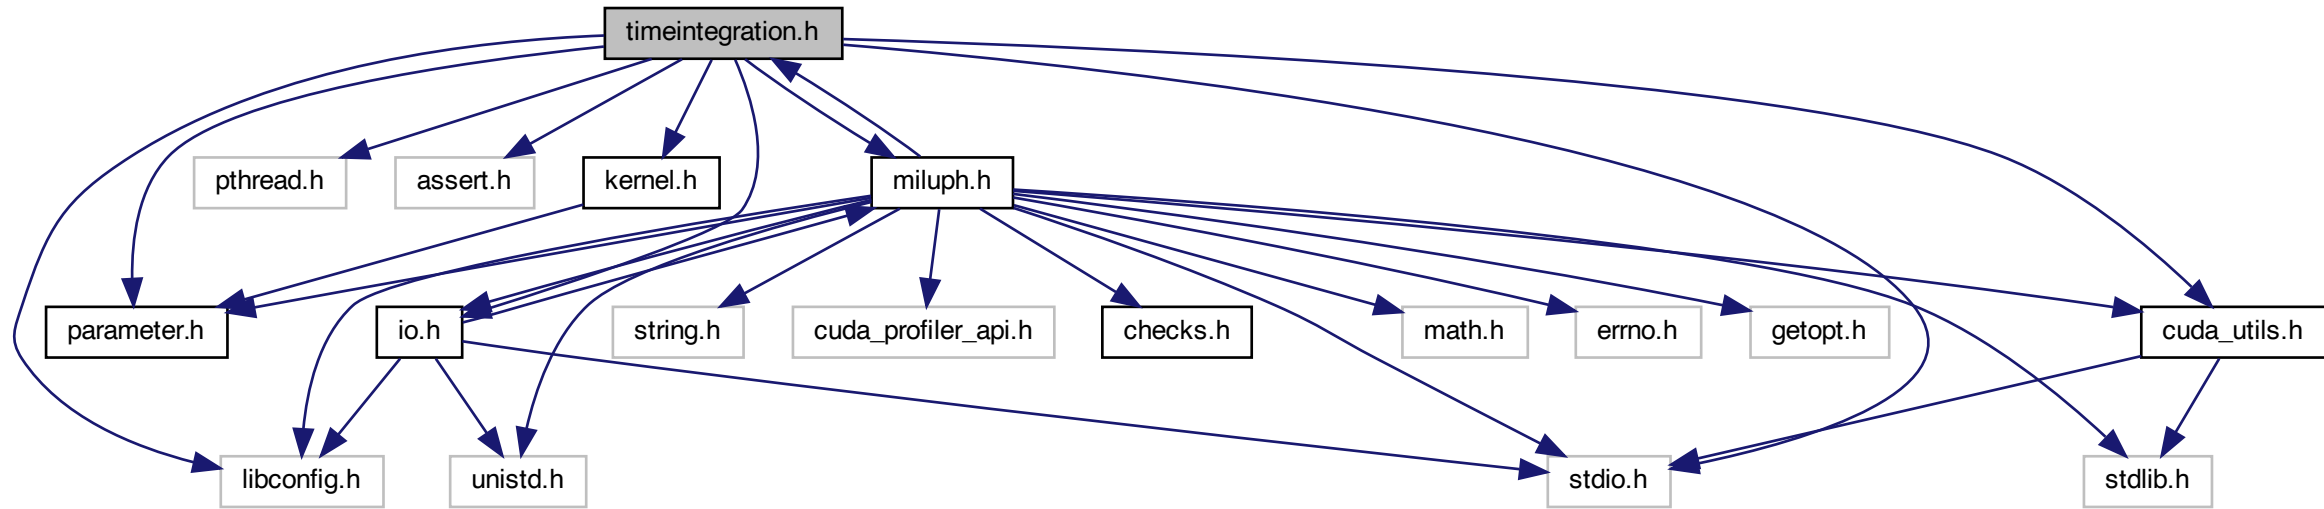 timeintegration.h
pthread.h
assert.h
kernel.h
miluph.h
parameter.h
io.h
string.h
cuda_profiler_api.h
checks.h
math.h
errno.h
getopt.h
cuda_utils.h
libconfig.h
unistd.h
stdio.h
stdlib.h